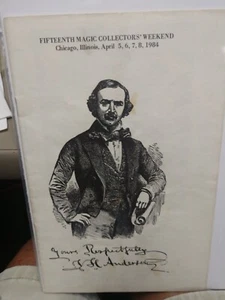 FIFTEENTH MAGIC COLLECTORS' WEEKEND
Chicago, Illinois, April 5, 6, 7, 8, 1984
Yours Respectfully
J H Anderson